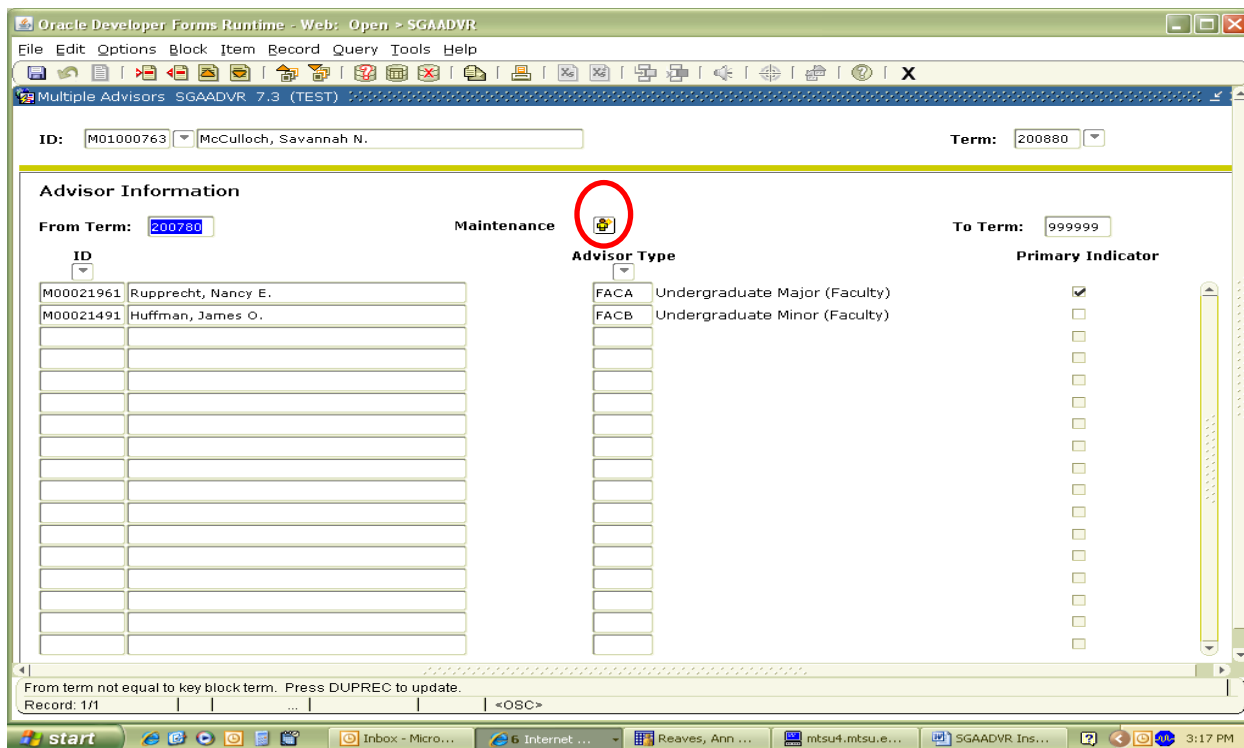 Oracle Developer Forms Runtime - Web: Open > SGAADVR
File Edit Options Block Item Record Query Tools Help
Multiple Advisors SGAADVR 7.3 (TEST)
ID: M01000763 McCulloch, Savannah N. Term: 200880
Advisor Information
From Term: 200780 Maintenance To Term: 999999
ID Advisor Type Primary Indicator
M00021961 Rupprecht, Nancy E. FACA Undergraduate Major (Faculty)
M00021491 Huffman, James O. FACB Undergraduate Minor (Faculty)
From term not equal to key block term. Press DUPREC to update.
Record: 1/1 ... <OSC>
start Inbox - Micro... 6 Internet ... Reaves, Ann ... mtsu4.mtsu.e... SGAADVR Ins... 3:17 PM